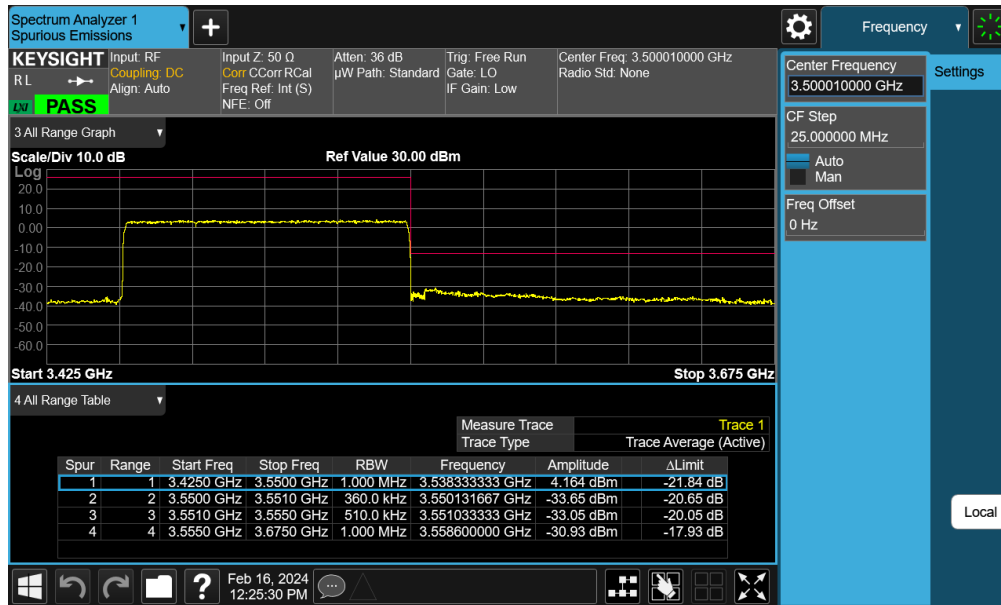 Spectrum Analyzer 1
Spurious Emissions
Frequency
KEYSIGHT
R L
LXI
PASS
Input: RF
Coupling: DC
Align: Auto
Input Z: 50 Ω
Corr CCorr RCal
Freq Ref: Int (S)
NFE: Off
Atten: 36 dB
µW Path: Standard
Trig: Free Run
Gate: LO
IF Gain: Low
Center Freq: 3.500010000 GHz
Radio Std: None
Center Frequency
3.500010000 GHz
Settings
CF Step
25.000000 MHz
Auto
Man
Freq Offset
0 Hz
3 All Range Graph
Scale/Div 10.0 dB
Ref Value 30.00 dBm
Log
20.0
10.0
0.00
-10.0
-20.0
-30.0
-40.0
-50.0
-60.0
Start 3.425 GHz
Stop 3.675 GHz
4 All Range Table
Measure Trace Trace 1
Trace Type Trace Average (Active)
Spur Range Start Freq Stop Freq RBW Frequency Amplitude ΔLimit
1 1 3.4250 GHz 3.5500 GHz 1.000 MHz 3.538333333 GHz 4.164 dBm -21.84 dB
2 2 3.5500 GHz 3.5510 GHz 360.0 kHz 3.550131667 GHz -33.65 dBm -20.65 dB
3 3 3.5510 GHz 3.5550 GHz 510.0 kHz 3.551033333 GHz -33.05 dBm -20.05 dB
4 4 3.5550 GHz 3.6750 GHz 1.000 MHz 3.558600000 GHz -30.93 dBm -17.93 dB
Local
?
Feb 16, 2024
12:25:30 PM